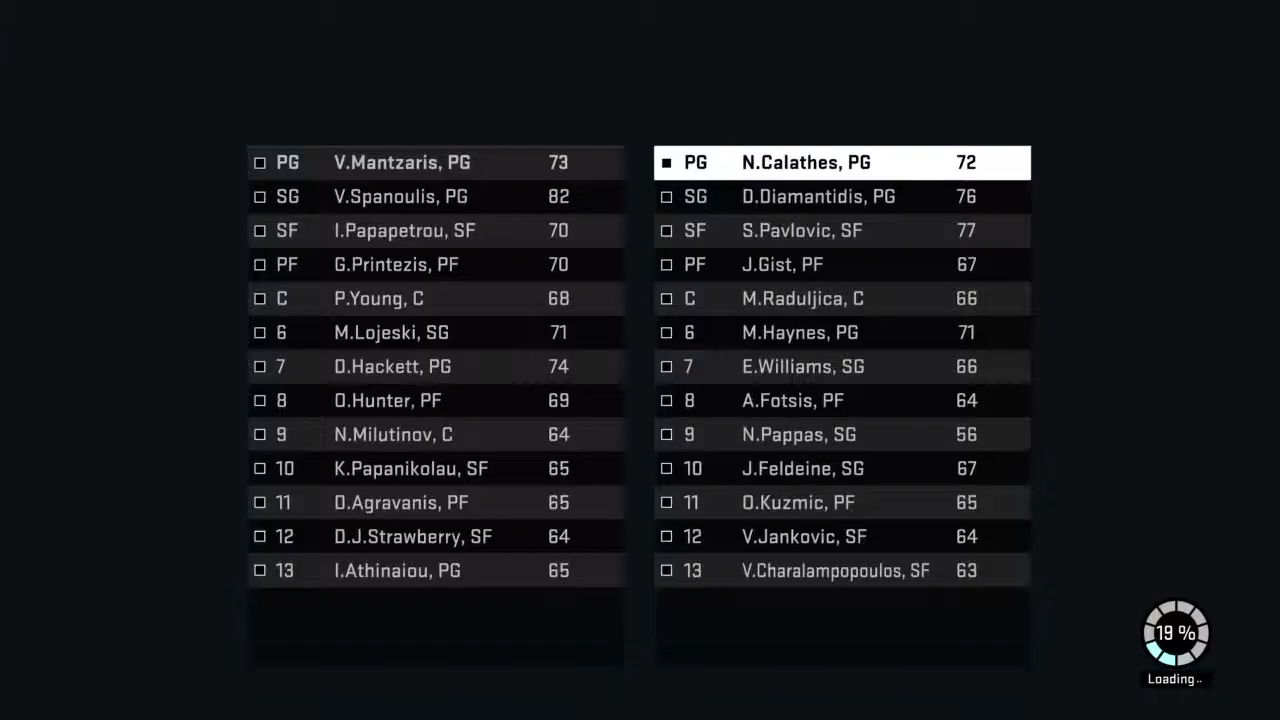 PG V.Mantzaris, PG 73
SG V.Spanoulis, PG 82
SF I.Papapetrou, SF 70
PF G.Printezis, PF 70
C P.Young, C 68
6 M.Lojeski, SG 71
7 D.Hackett, PG 74
8 O.Hunter, PF 69
9 N.Milutinov, C 64
10 K.Papanikolau, SF 65
11 D.Agravanis, PF 65
12 D.J.Strawberry, SF 64
13 I.Athinaiou, PG 65
PG N.Calathes, PG 72
SG D.Diamantidis, PG 76
SF S.Pavlovic, SF 77
PF J.Gist, PF 67
C M.Raduljica, C 66
6 M.Haynes, PG 71
7 E.Williams, SG 66
8 A.Fotsis, PF 64
9 N.Pappas, SG 56
10 J.Feldeine, SG 67
11 O.Kuzmic, PF 65
12 V.Jankovic, SF 64
13 V.Charalampopoulos, SF 63
19 %
Loading..